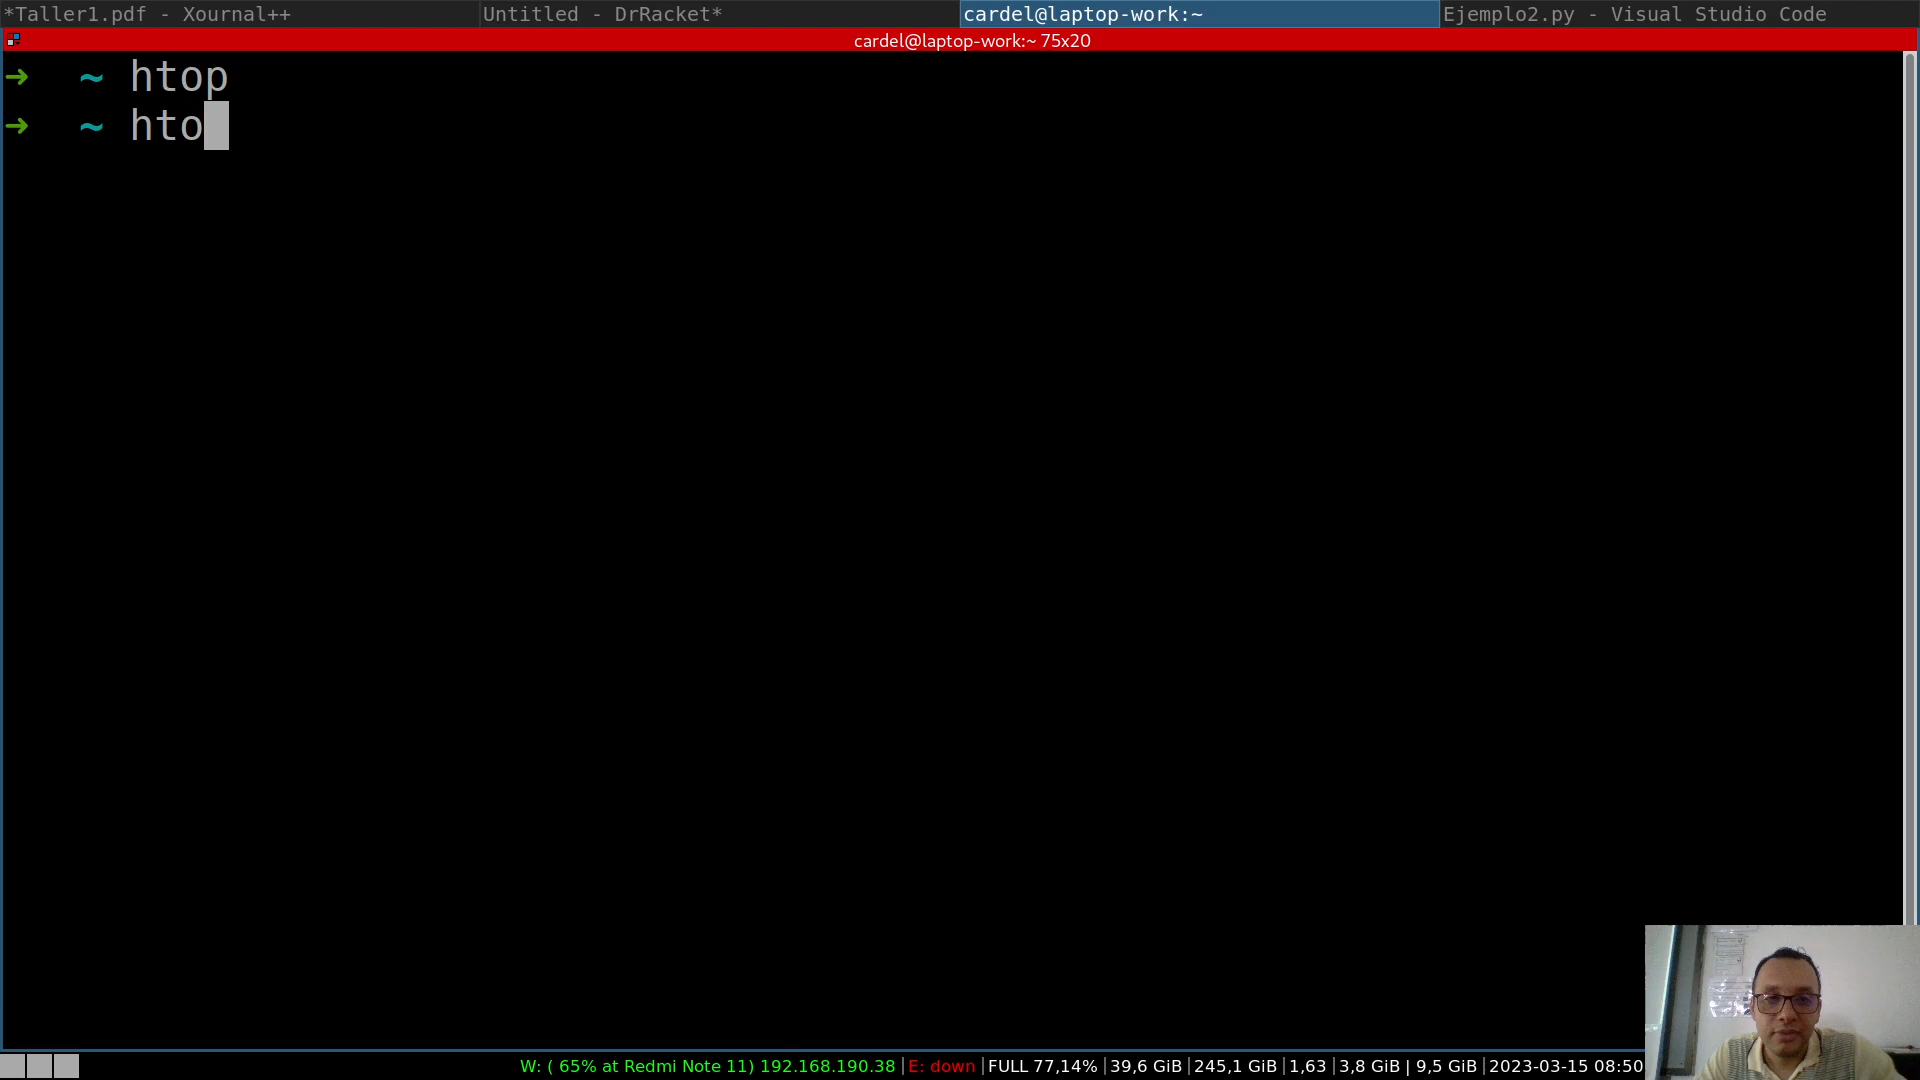 *Taller1.pdf - Xournal++
Untitled - DrRacket*
cardel@laptop-work:~
Ejemplo2.py - Visual Studio Code
cardel@laptop-work:~ 75x20
➜ ~ htop
➜ ~ hto
W: ( 65% at Redmi Note 11) 192.168.190.38 | E: down | FULL 77,14% | 39,6 GiB | 245,1 GiB | 1,63 | 3,8 GiB | 9,5 GiB | 2023-03-15 08:50